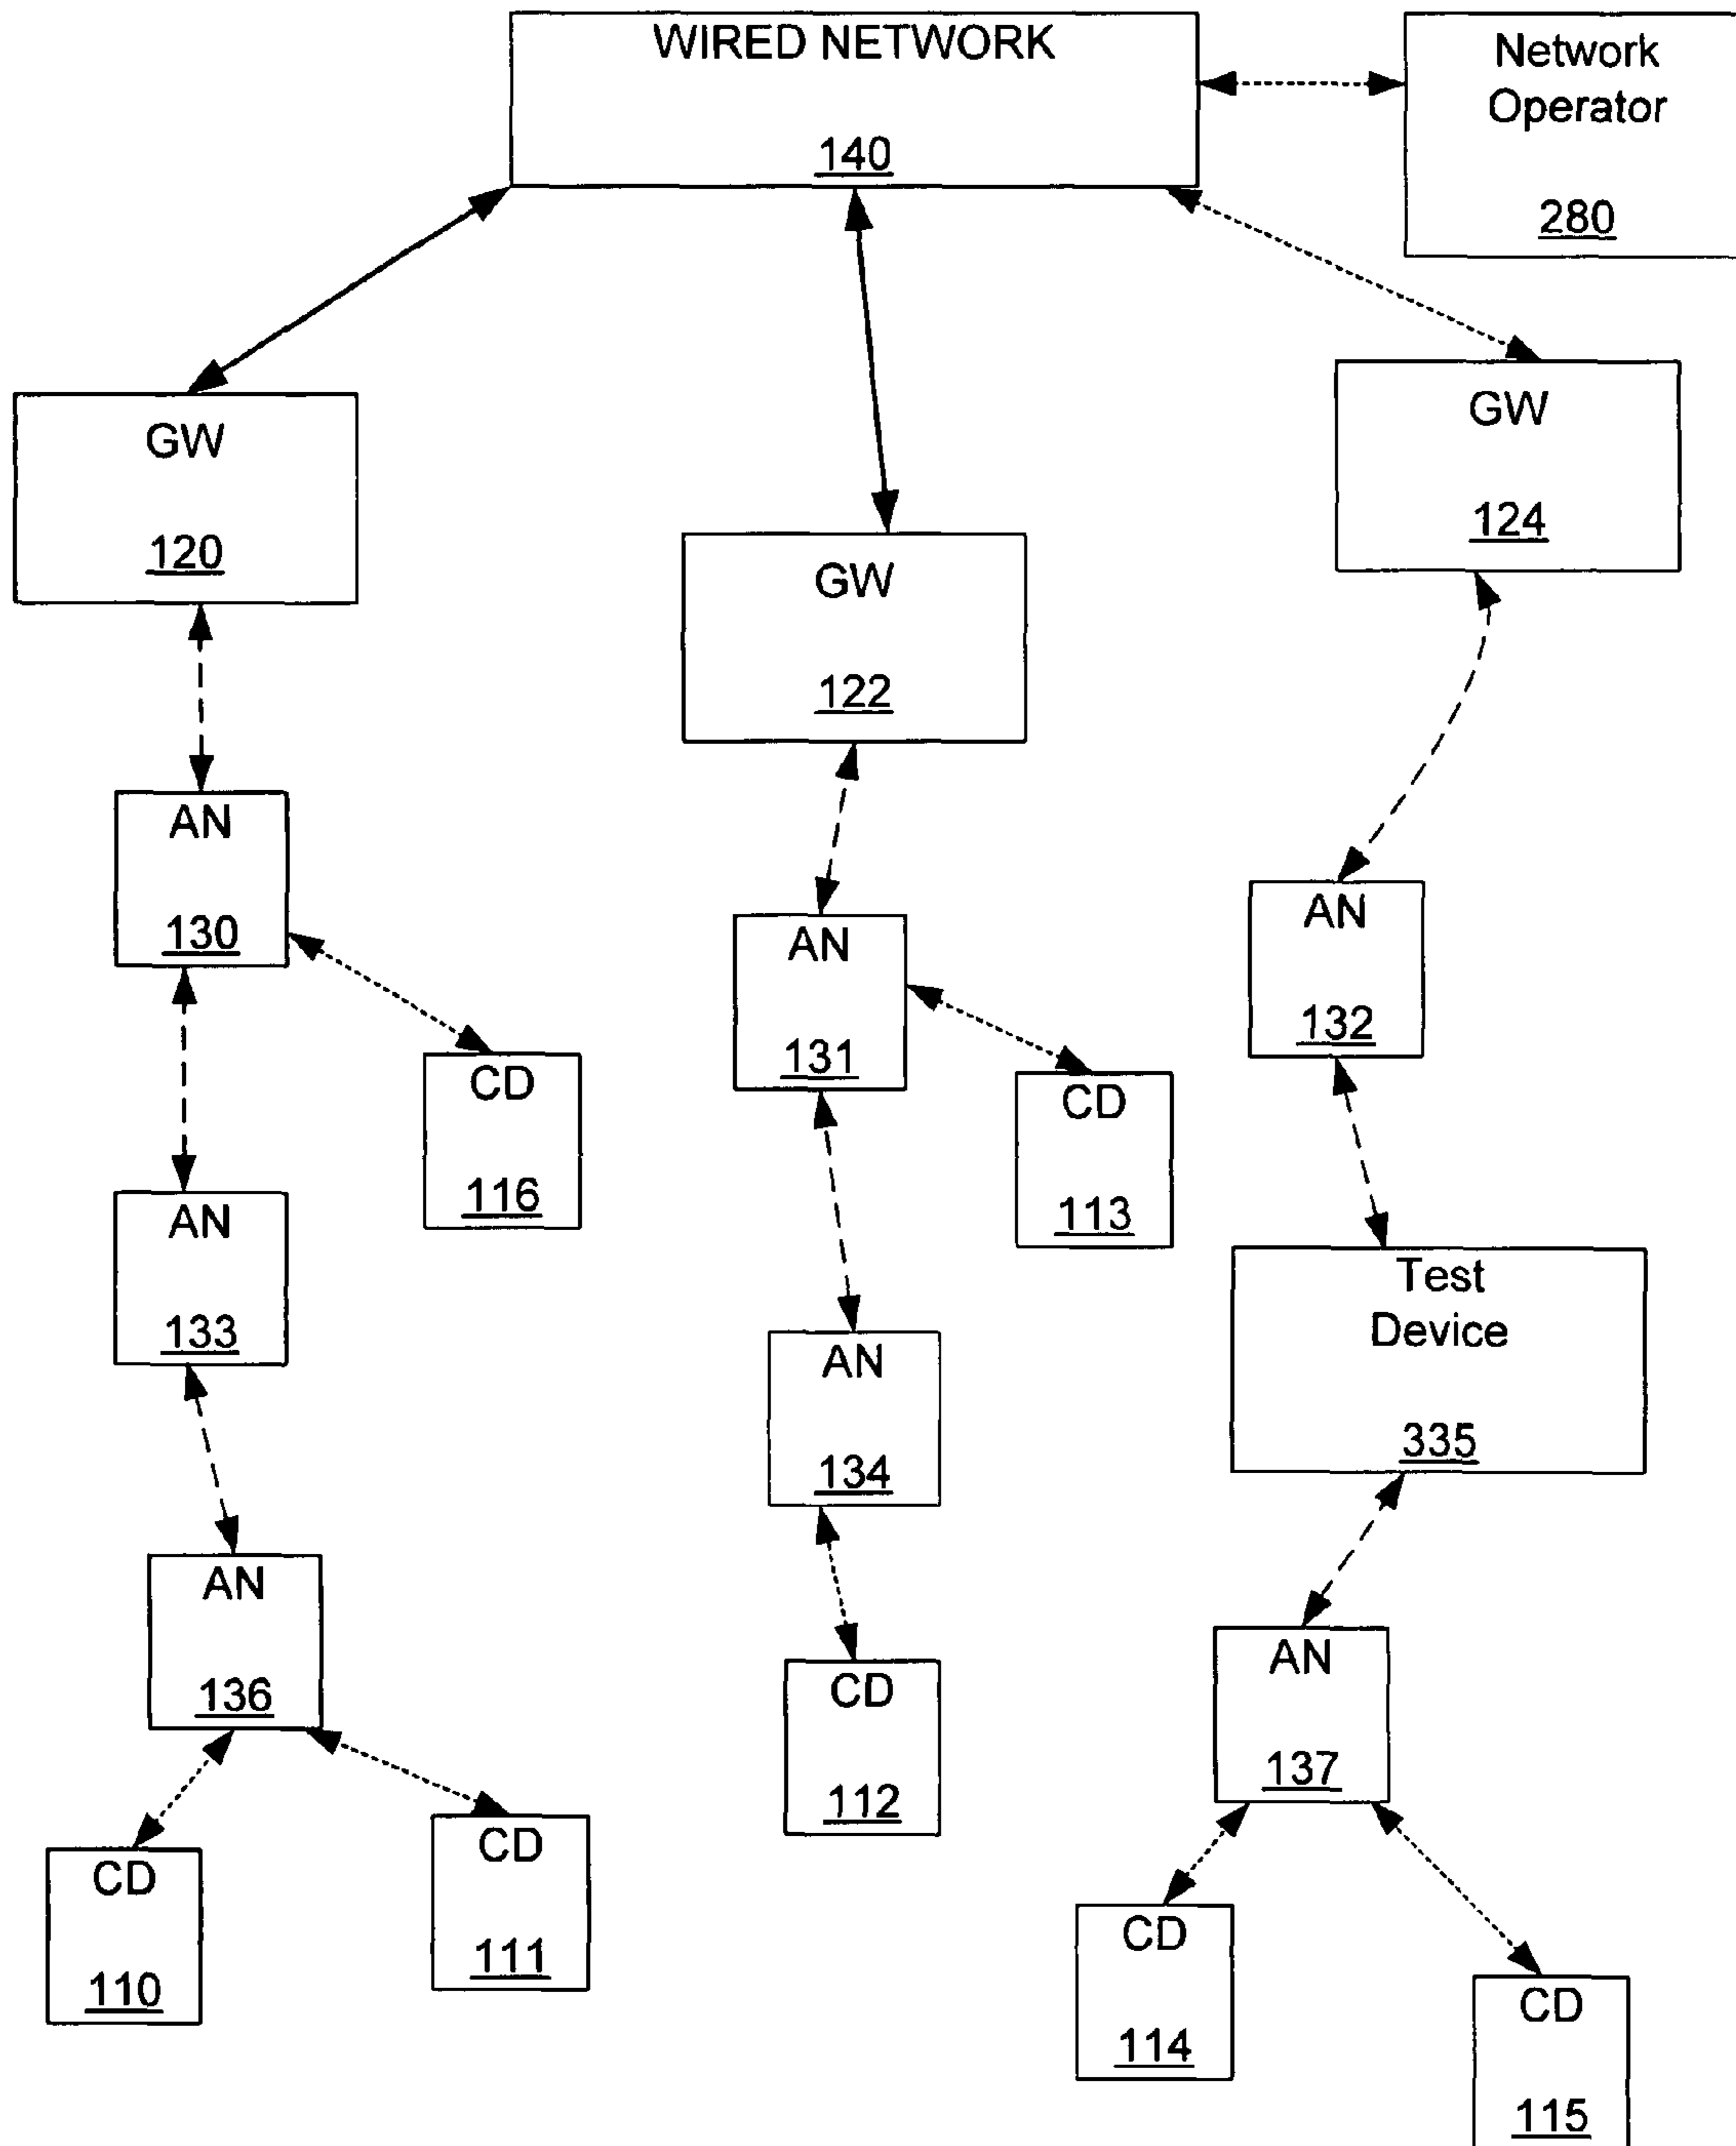 WIRED NETWORK
140
Network
Operator
280
GW
120
GW
122
GW
124
AN
130
AN
131
AN
132
CD
116
CD
113
AN
133
AN
134
Test
Device
335
AN
136
CD
112
AN
137
CD
110
CD
111
CD
114
CD
115